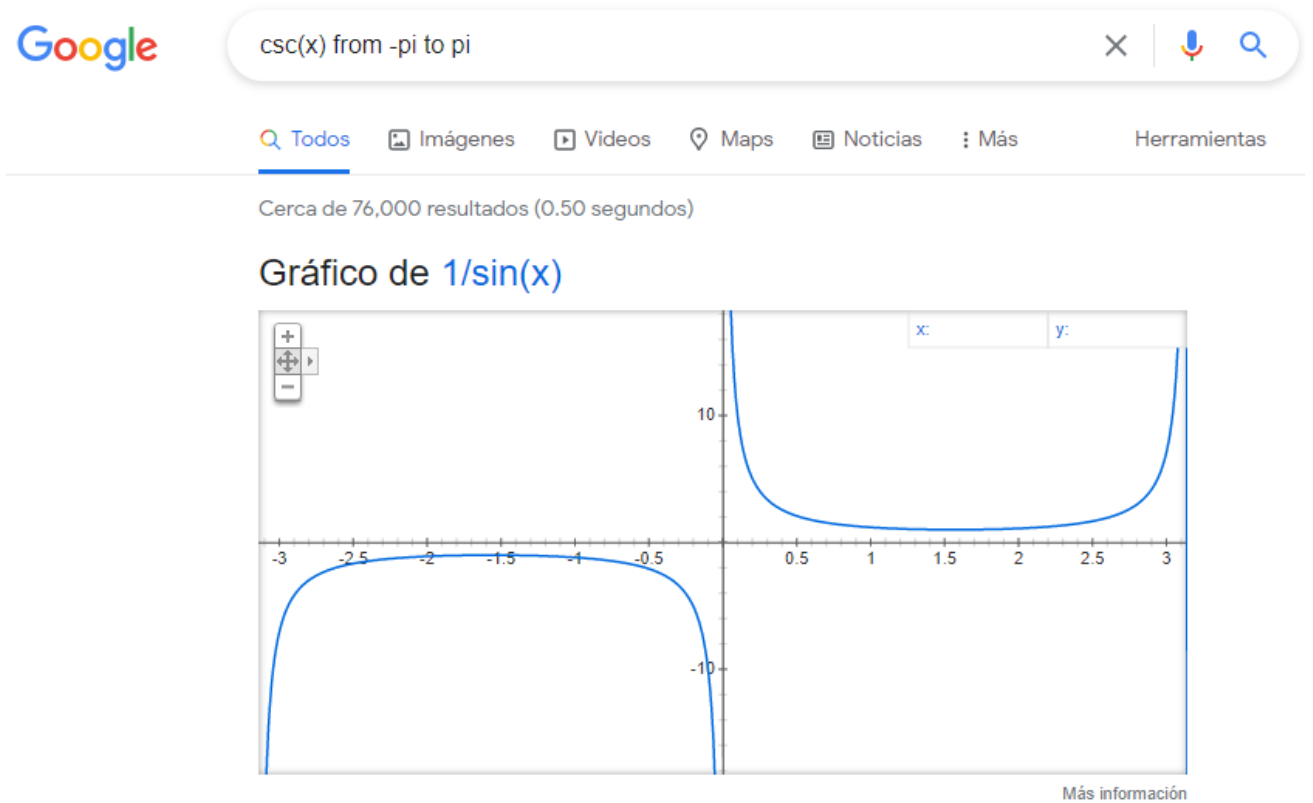 Google
csc(x) from -pi to pi
Todos Imágenes Videos Maps Noticias Más Herramientas
Cerca de 76,000 resultados (0.50 segundos)
Gráfico de 1/sin(x)
+
x: y:
−
10
-3 -2.5 -2 -1.5 -1 -0.5 0.5 1 1.5 2 2.5 3
-10
Más información